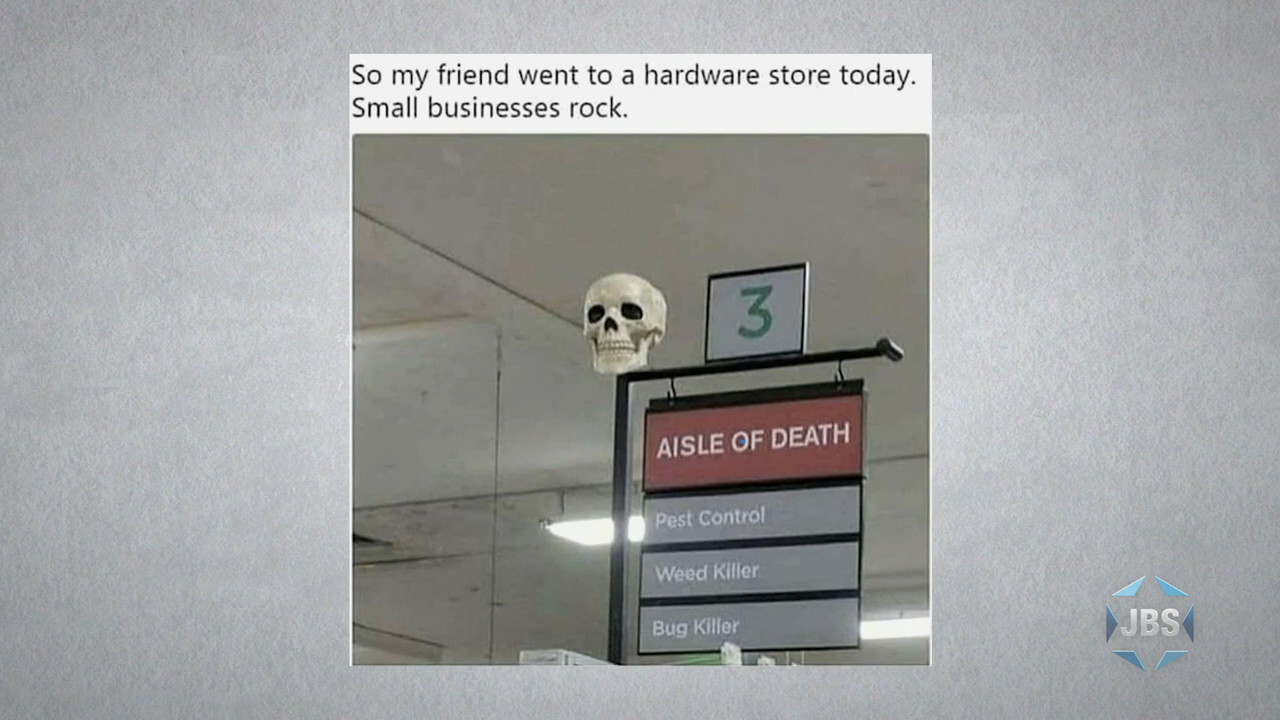 So my friend went to a hardware store today.
Small businesses rock.
3
AISLE OF DEATH
Pest Control
Weed Killer
Bug Killer
JBS